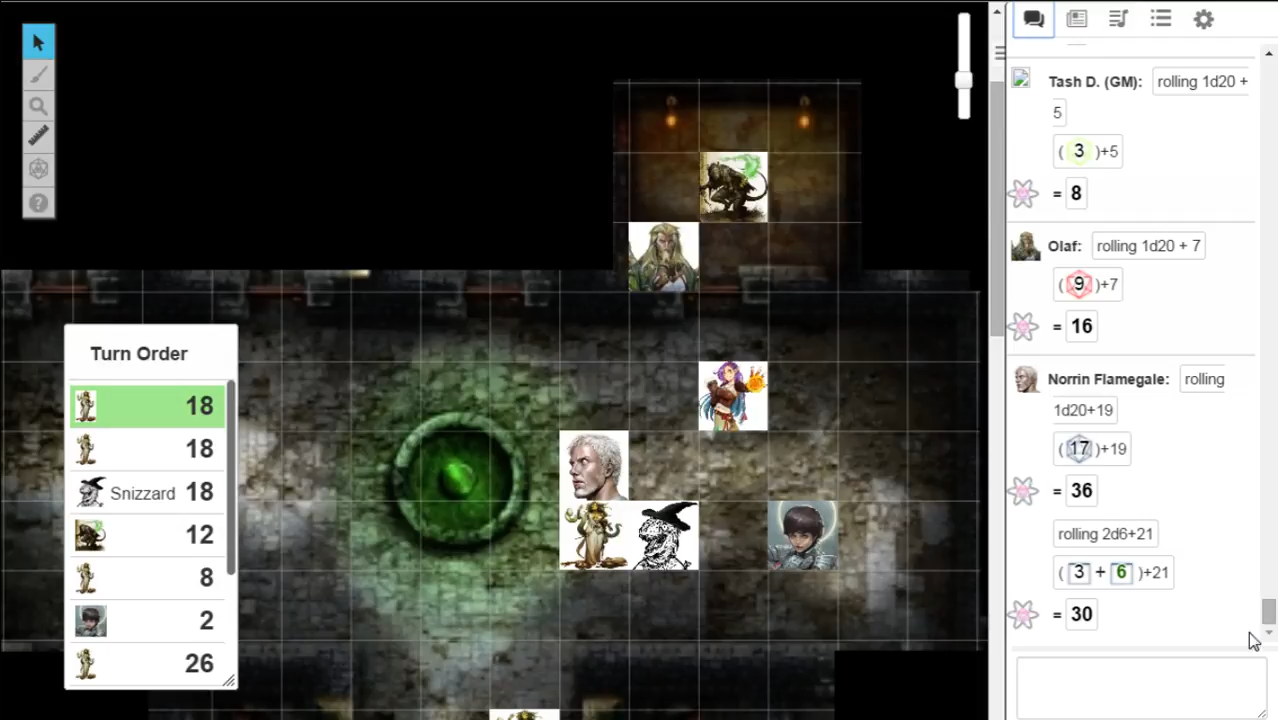 Turn Order
18
18
Snizzard 18
12
8
2
26
Tash D. (GM): rolling 1d20 +
5
( 3 )+5
= 8
Olaf: rolling 1d20 + 7
( 9 )+7
= 16
Norrin Flamegale: rolling
1d20+19
( 17 )+19
= 36
rolling 2d6+21
( 3 + 6 )+21
= 30